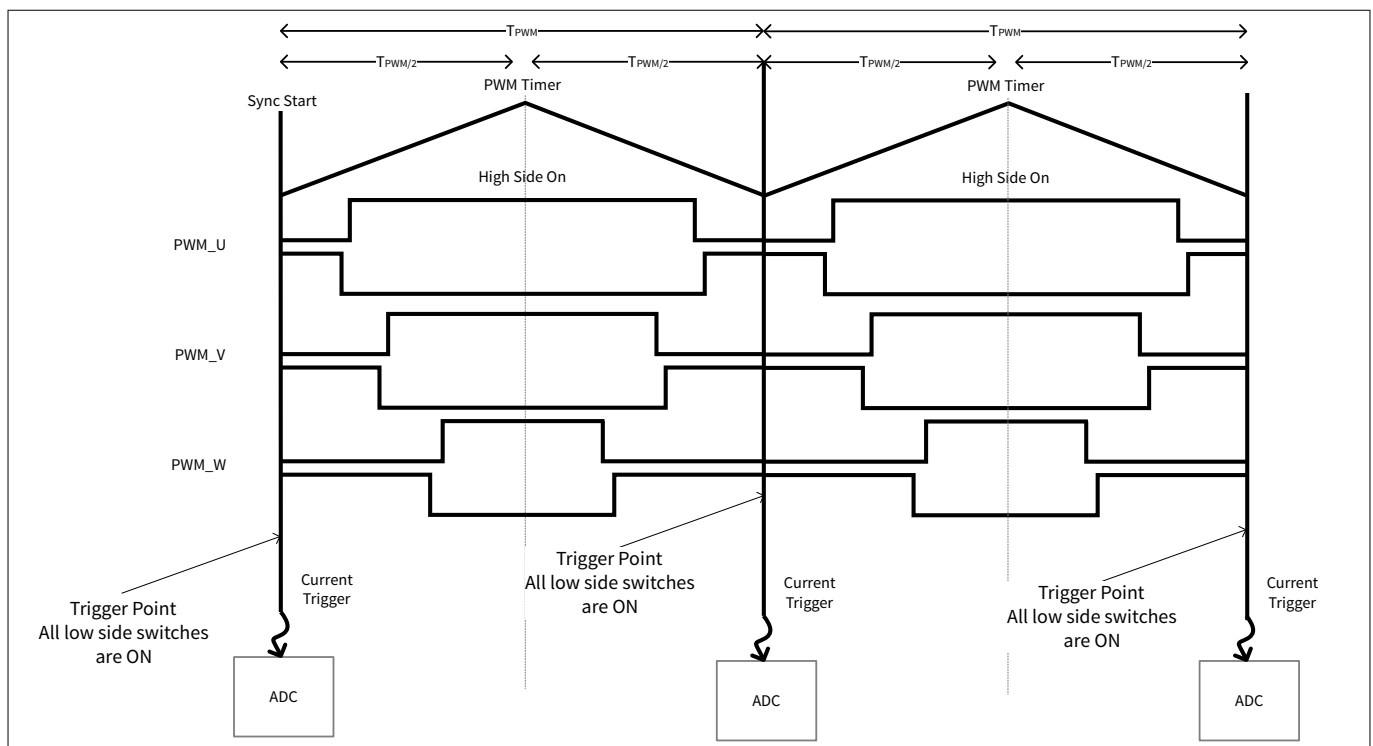 TPWM
TPWM
TPWM/2
TPWM/2
TPWM/2
TPWM/2
PWM Timer
PWM Timer
Sync Start
High Side On
High Side On
PWM_U
PWM_V
PWM_W
Trigger Point
All low side switches
are ON
Current
Trigger
Trigger Point
All low side switches
are ON
Current
Trigger
Trigger Point
All low side switches
are ON
Current
Trigger
ADC
ADC
ADC